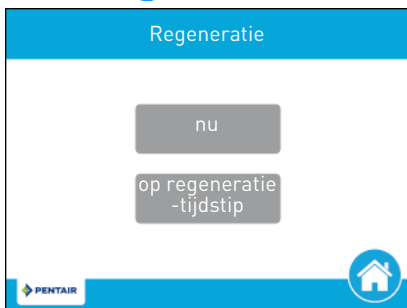 Regeneratie
nu
op regeneratie
-tijdstip
PENTAIR